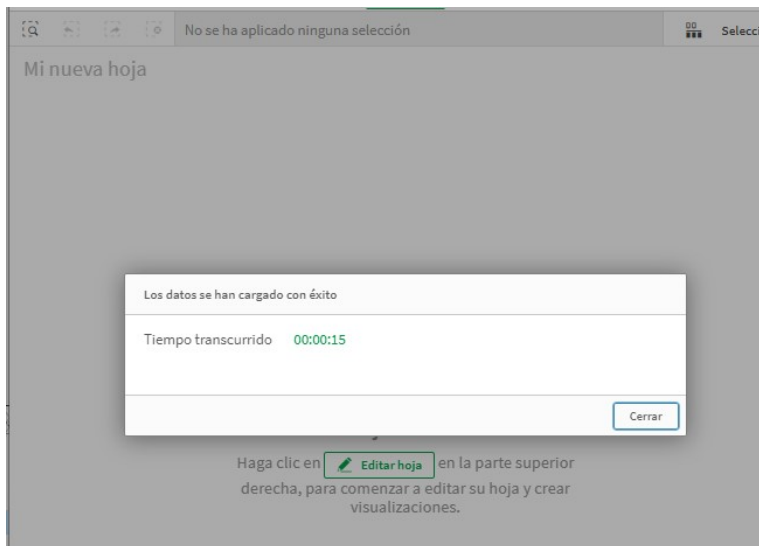 No se ha aplicado ninguna selección
Mi nueva hoja
Los datos se han cargado con éxito
Tiempo transcurrido 00:00:15
Cerrar
Haga clic en Editar hoja en la parte superior
derecha, para comenzar a editar su hoja y crear
visualizaciones.